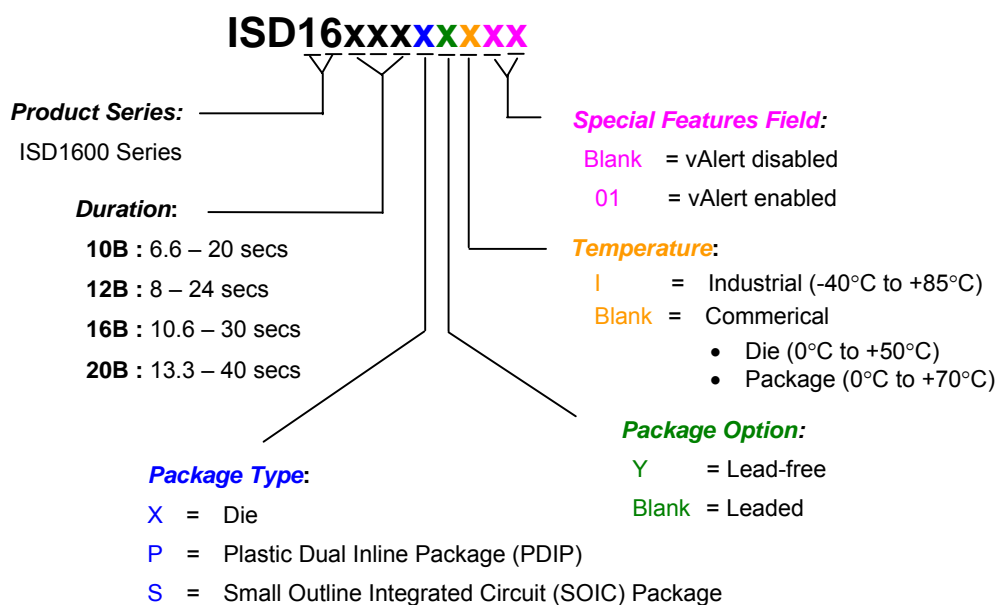 ISD16xxxxxxxx
Product Series:
ISD1600 Series
Duration:
10B : 6.6 – 20 secs
12B : 8 – 24 secs
16B : 10.6 – 30 secs
20B : 13.3 – 40 secs
Special Features Field:
Blank = vAlert disabled
01 = vAlert enabled
Temperature:
I = Industrial (-40°C to +85°C)
Blank = Commerical
• Die (0°C to +50°C)
• Package (0°C to +70°C)
Package Option:
Y = Lead-free
Blank = Leaded
Package Type:
X = Die
P = Plastic Dual Inline Package (PDIP)
S = Small Outline Integrated Circuit (SOIC) Package